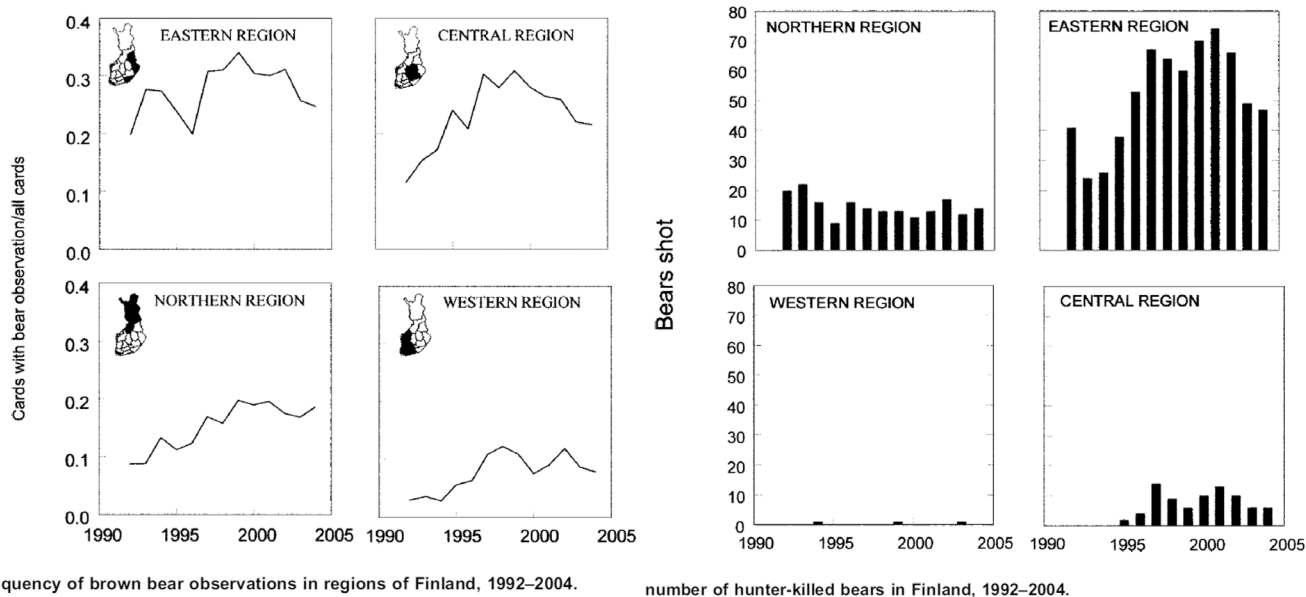 Cards with bear observation/all cards
0.4
0.3
0.2
0.1
0.0
EASTERN REGION
CENTRAL REGION
0.4
0.3
0.2
0.1
0.0
NORTHERN REGION
WESTERN REGION
1990 1995 2000 2005
1990 1995 2000 2005
quency of brown bear observations in regions of Finland, 1992–2004.
Bears shot
80
70
60
50
40
30
20
10
0
NORTHERN REGION
EASTERN REGION
80
70
60
50
40
30
20
10
0
WESTERN REGION
CENTRAL REGION
1990 1995 2000 2005
1990 1995 2000 2005
number of hunter-killed bears in Finland, 1992–2004.